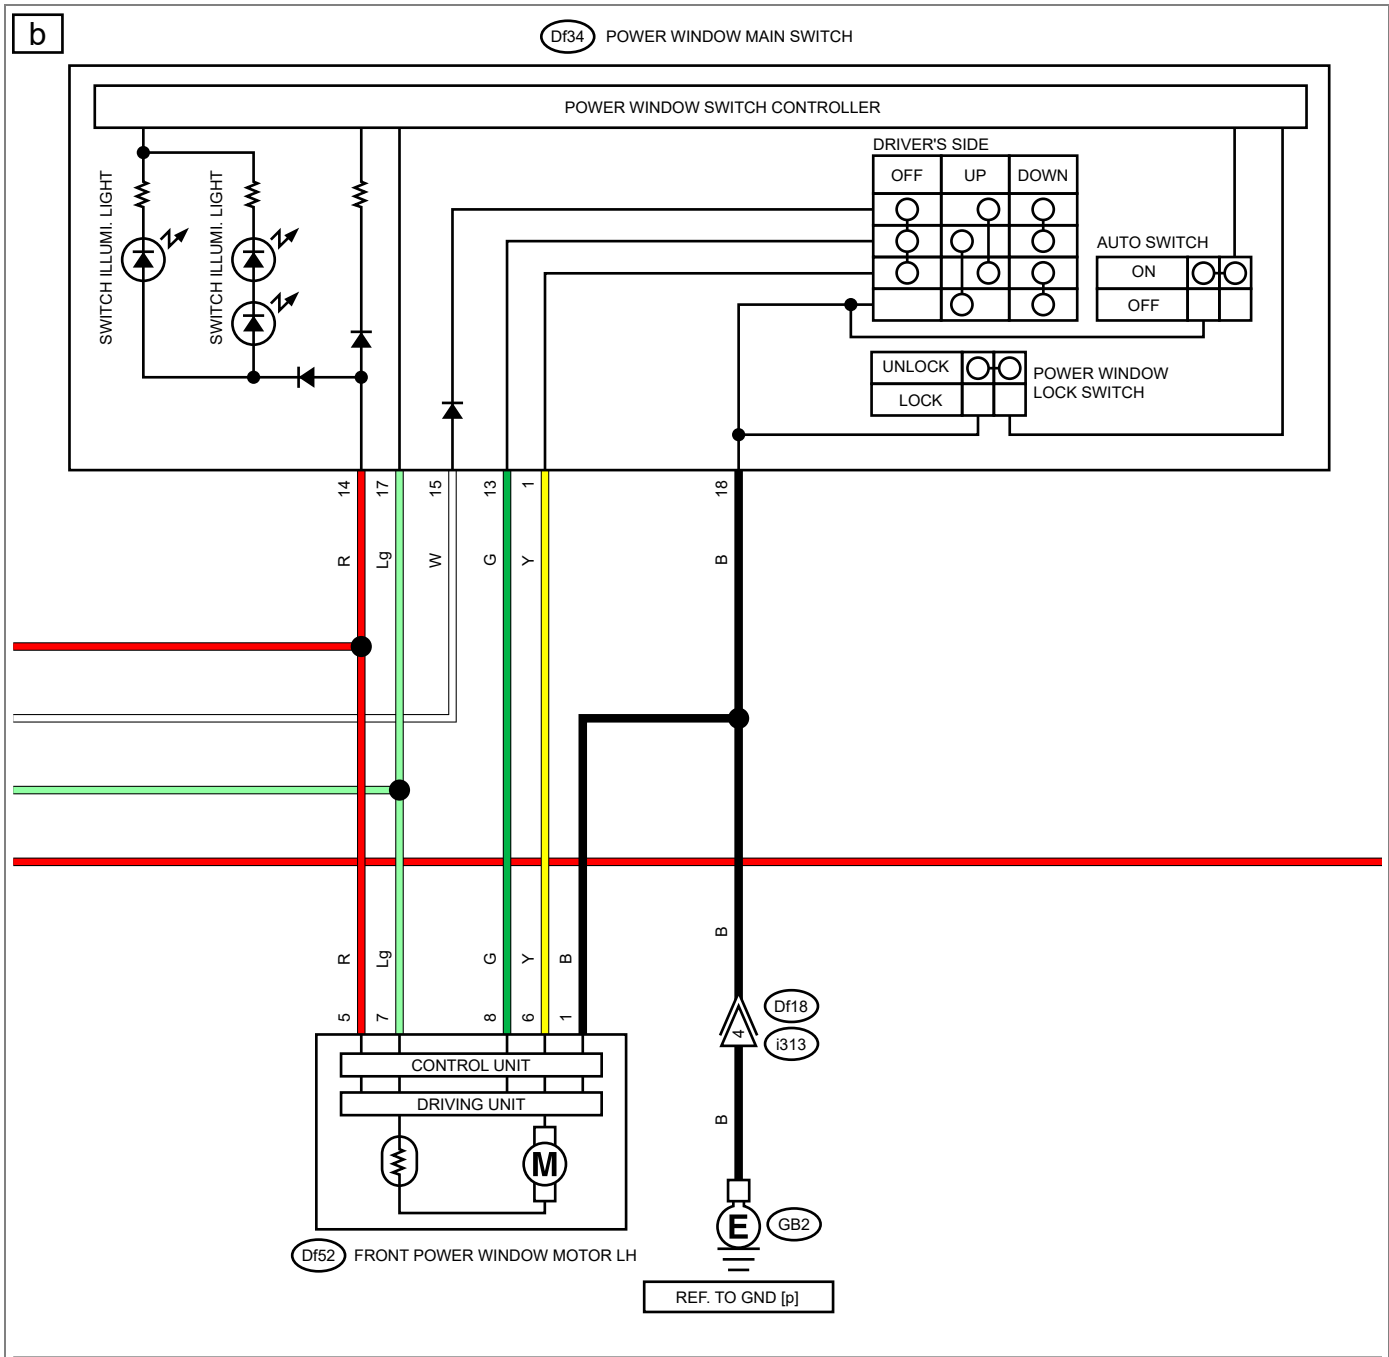 b
Df34 POWER WINDOW MAIN SWITCH
POWER WINDOW SWITCH CONTROLLER
DRIVER'S SIDE
OFF UP DOWN
SWITCH ILLUMI. LIGHT
SWITCH ILLUMI. LIGHT
AUTO SWITCH
ON
OFF
UNLOCK
LOCK
POWER WINDOW
LOCK SWITCH
14 17 15 13 1 18
R Lg W G Y B
B
R Lg G Y B
5 7 8 6 1
Df18
4
i313
CONTROL UNIT
DRIVING UNIT
B
M
E GB2
Df52 FRONT POWER WINDOW MOTOR LH
REF. TO GND [p]